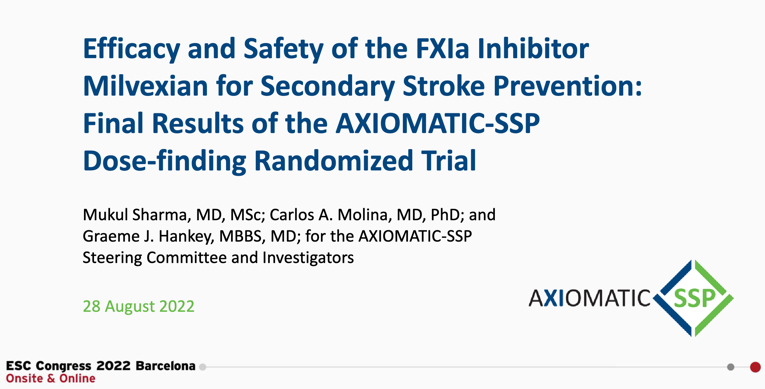 Efficacy and Safety of the FXIa Inhibitor
Milvexian for Secondary Stroke Prevention:
Final Results of the AXIOMATIC-SSP
Dose-finding Randomized Trial
Mukul Sharma, MD, MSc; Carlos A. Molina, MD, PhD; and
Graeme J. Hankey, MBBS, MD; for the AXIOMATIC-SSP
Steering Committee and Investigators
28 August 2022
AXIOMATIC SSP
ESC Congress 2022 Barcelona
Onsite & Online